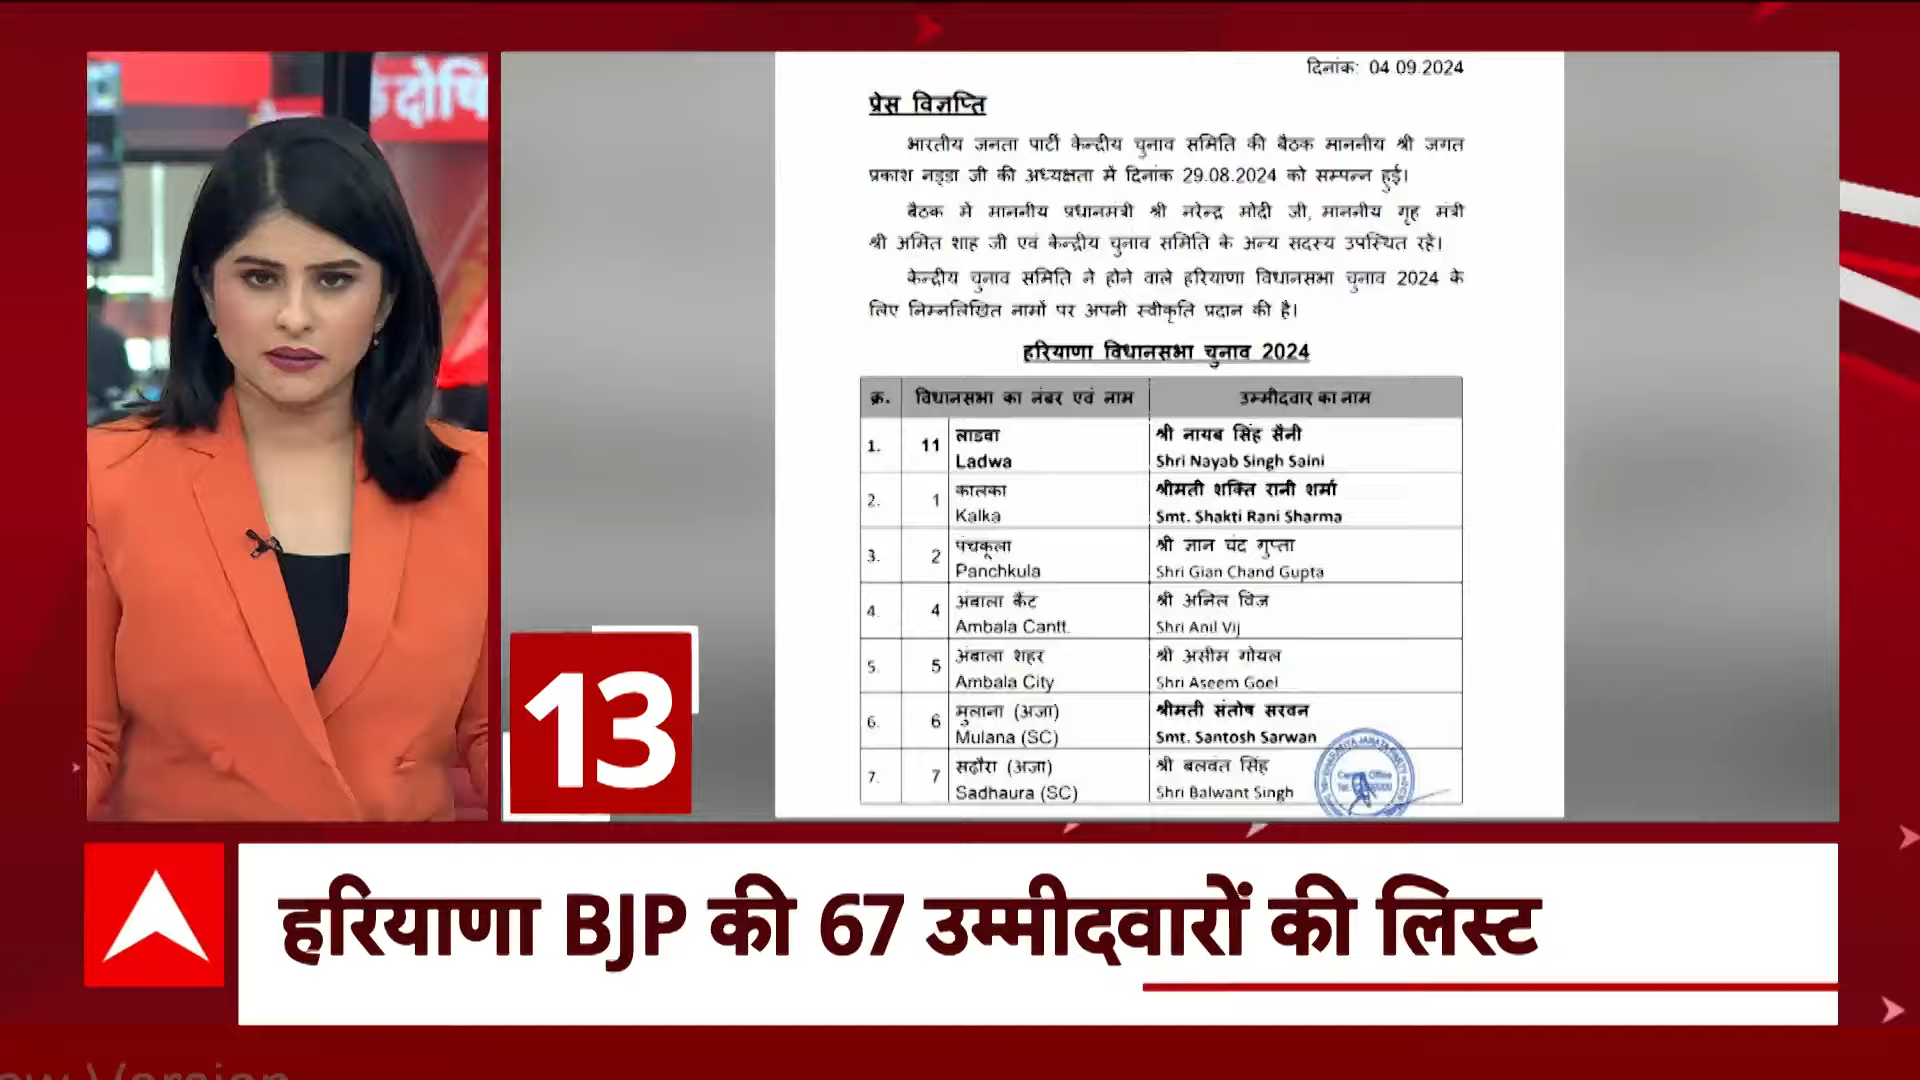 दोषि
दिनांक: 04 09.2024
प्रेस विज्ञप्ति
भारतीय जनता पार्टी केन्द्रीय चुनाव समिति की बैठक माननीय श्री जगत
प्रकाश नड्डा जी की अध्यक्षता में दिनांक 29.08.2024 को सम्पन्न हुई।
बैठक में माननीय प्रधानमंत्री श्री नरेन्द्र मोदी जी, माननीय गृह मंत्री
श्री अमित शाह जी एवं केन्द्रीय चुनाव समिति के अन्य सदस्य उपस्थित रहे।
केन्द्रीय चुनाव समिति ने होने वाले हरियाणा विधानसभा चुनाव 2024 के
लिए निम्नलिखित नामों पर अपनी स्वीकृति प्रदान की है।
हरियाणा विधानसभा चुनाव 2024
क्र. विधानसभा का नंबर एवं नाम उम्मीदवार का नाम
1. 11 लाडवा श्री नायब सिंह सैनी
Ladwa Shri Nayab Singh Saini
2. 1 कालका श्रीमती शक्ति रानी शर्मा
Kalka Smt. Shakti Rani Sharma
3. 2 पंचकूला श्री ज्ञान चंद गुप्ता
Panchkula Shri Gian Chand Gupta
4. 4 अंबाला कैंट श्री अनिल विज
Ambala Cantt. Shri Anil Vij
5. 5 अंबाला शहर श्री असीम गोयल
Ambala City Shri Aseem Goel
6. 6 मुलाना (अजा) श्रीमती संतोष सरवन
Mulana (SC) Smt. Santosh Sarwan
7. 7 सढ़ौरा (अजा) श्री बलवंत सिंह
Sadhaura (SC) Shri Balwant Singh
13
हरियाणा BJP की 67 उम्मीदवारों की लिस्ट